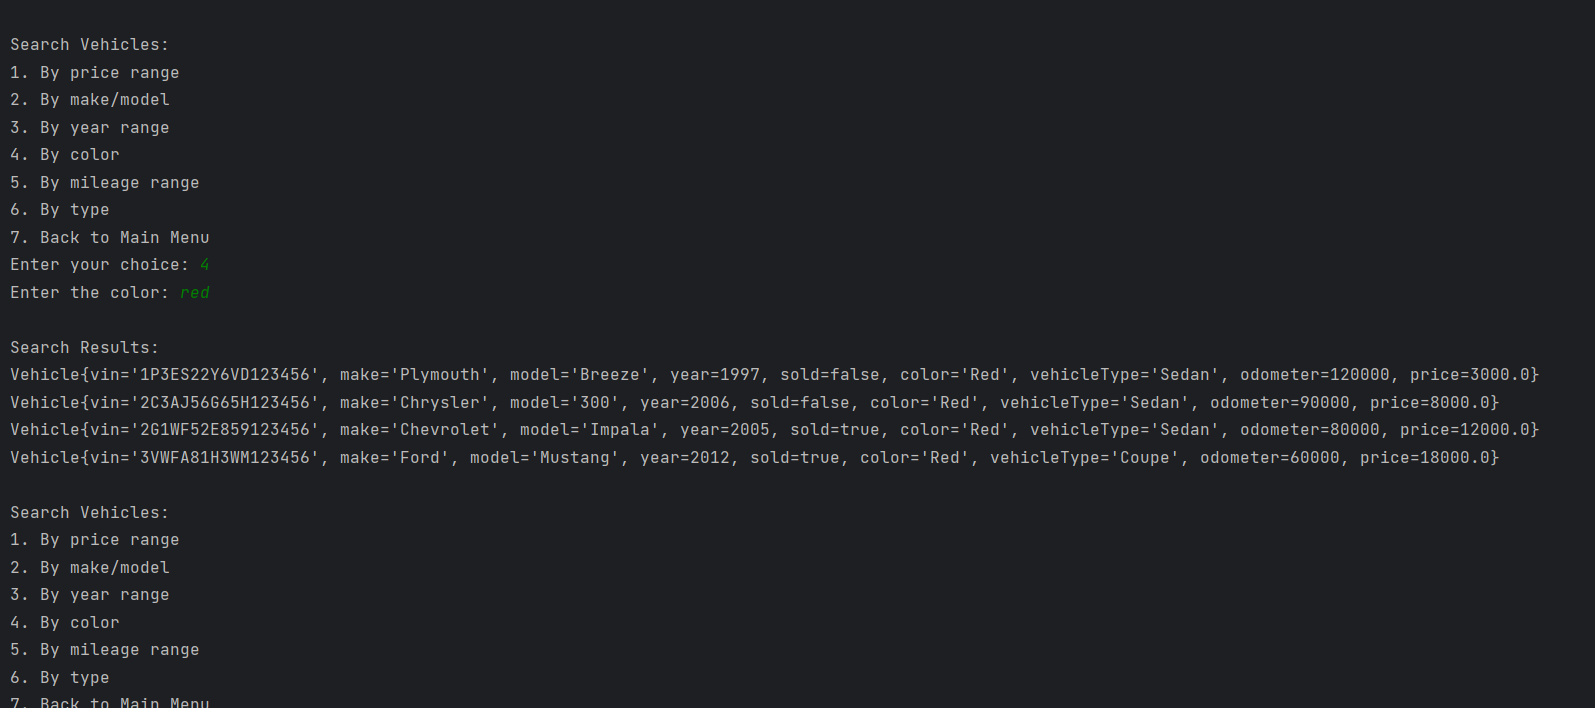 Search Vehicles:
1. By price range
2. By make/model
3. By year range
4. By color
5. By mileage range
6. By type
7. Back to Main Menu
Enter your choice: 4
Enter the color: red
Search Results:
Vehicle{vin='1P3ES22Y6VD123456', make='Plymouth', model='Breeze', year=1997, sold=false, color='Red', vehicleType='Sedan', odometer=120000, price=3000.0}
Vehicle{vin='2C3AJ56G65H123456', make='Chrysler', model='300', year=2006, sold=false, color='Red', vehicleType='Sedan', odometer=90000, price=8000.0}
Vehicle{vin='2G1WF52E859123456', make='Chevrolet', model='Impala', year=2005, sold=true, color='Red', vehicleType='Sedan', odometer=80000, price=12000.0}
Vehicle{vin='3VWFA81H3WM123456', make='Ford', model='Mustang', year=2012, sold=true, color='Red', vehicleType='Coupe', odometer=60000, price=18000.0}
Search Vehicles:
1. By price range
2. By make/model
3. By year range
4. By color
5. By mileage range
6. By type
7. Back to Main Menu